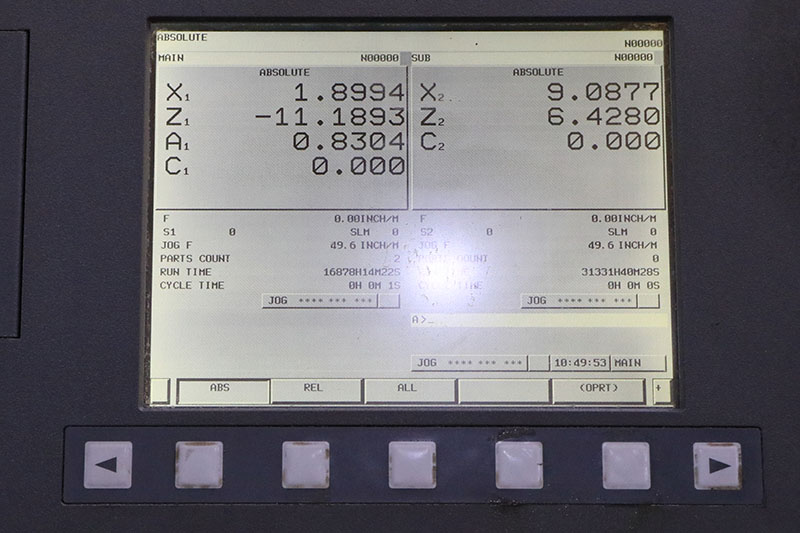 ABSOLUTE
N00000
MAIN N00000
ABSOLUTE
X1 1.8994
Z1 -11.1893
A1 0.8304
C1 0.000
F 0.00INCH/M
S1 0 SLM 0
JOG F 49.6 INCH/M
PARTS COUNT 2
RUN TIME 16878H14M22S
CYCLE TIME 0H 0M 1S
JOG **** *** ***
SUB N00000
ABSOLUTE
X2 9.0877
Z2 6.4280
C2 0.000
F 0.00INCH/M
S2 0 SLM 0
JOG F 49.6 INCH/M
COUNT 0
31331H40M28S
CYCLE TIME 0H 0M 0S
JOG **** *** ***
A >_
JOG **** *** *** 10:49:53 MAIN
ABS REL ALL (OPRT) +